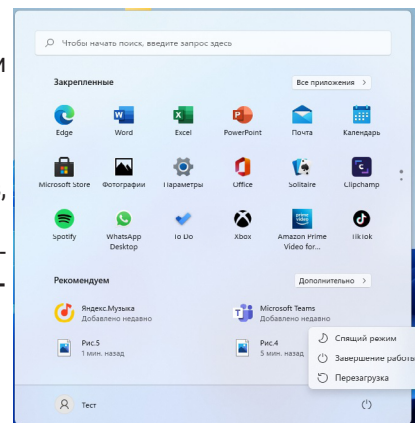 и
,
Чтобы начать поиск, введите запрос здесь
Закрепленные
Все приложения >
Edge
Word
Excel
PowerPoint
Почта
Календарь
Microsoft Store
Фотографии
Параметры
Office
Solitaire
Clipchamp
Spotify
WhatsApp Desktop
To Do
Xbox
Amazon Prime Video for...
TikTok
Рекомендуем
Дополнительно >
Яндекс.Музыка
Добавлено недавно
Microsoft Teams
Добавлено недавно
Рис.5
1 мин. назад
Рис.4
5 мин. назад
Спящий режим
Завершение работы
Перезагрузка
Тест